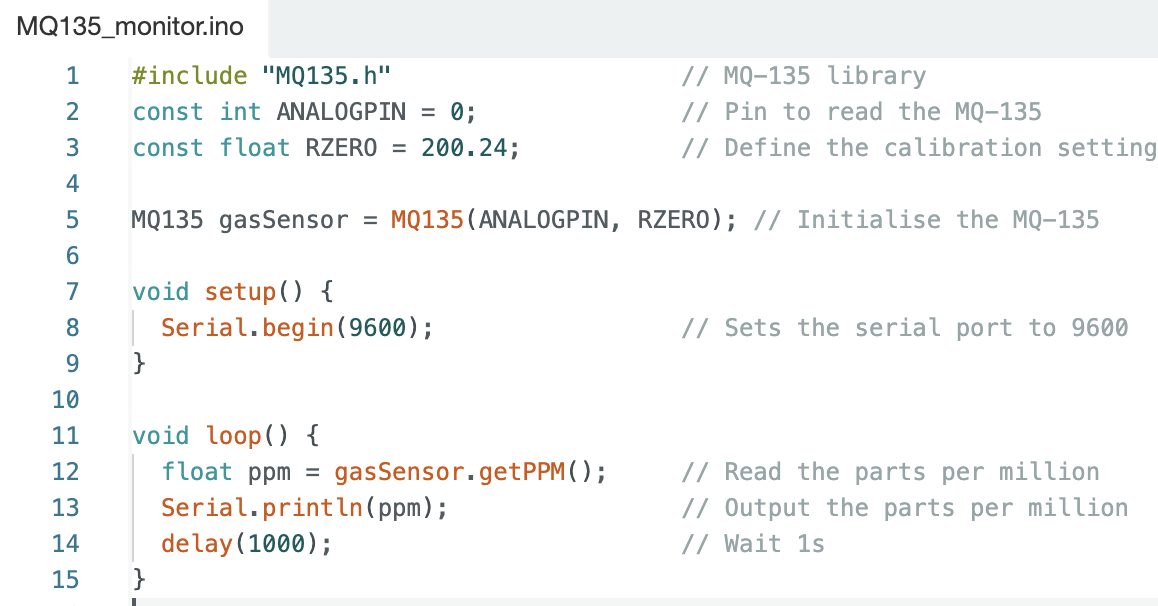 MQ135_monitor.ino
1 #include "MQ135.h" // MQ-135 library
2 const int ANALOGPIN = 0; // Pin to read the MQ-135
3 const float RZERO = 200.24; // Define the calibration setting
4
5 MQ135 gasSensor = MQ135(ANALOGPIN, RZERO); // Initialise the MQ-135
6
7 void setup() {
8 Serial.begin(9600); // Sets the serial port to 9600
9 }
10
11 void loop() {
12 float ppm = gasSensor.getPPM(); // Read the parts per million
13 Serial.println(ppm); // Output the parts per million
14 delay(1000); // Wait 1s
15 }